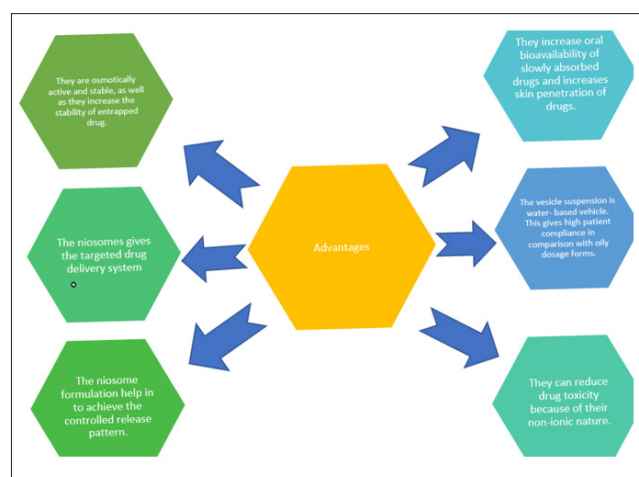 They are osmotically
active and stable, as well
as they increase the
stability of entrapped
drug.
They increase oral
bioavailability of
slowly absorbed
drugs and increases
skin penetration of
drugs.
The niosomes gives
the targeted drug
delivery system
Advantages
The vesicle suspension is
water- based vehicle.
This gives high patient
compliance in
comparison with oily
dosage forms.
The niosome
formulation help in
to achieve the
controlled release
pattern.
They can reduce
drug toxicity
because of their
non-ionic nature.